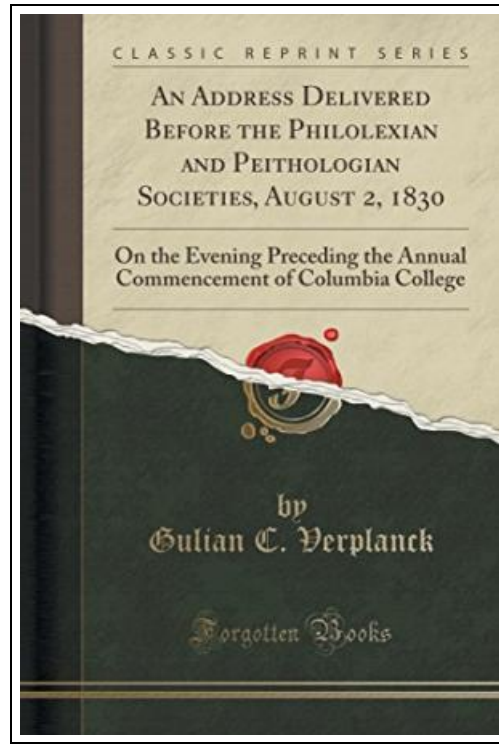 CLASSIC REPRINT SERIES
AN ADDRESS DELIVERED
BEFORE THE PHILOLEXIAN
AND PEITHOLOGIAN
SOCIETIES, AUGUST 2, 1830
On the Evening Preceding the Annual
Commencement of Columbia College
by
Gulian C. Verplanck
Forgotten Books